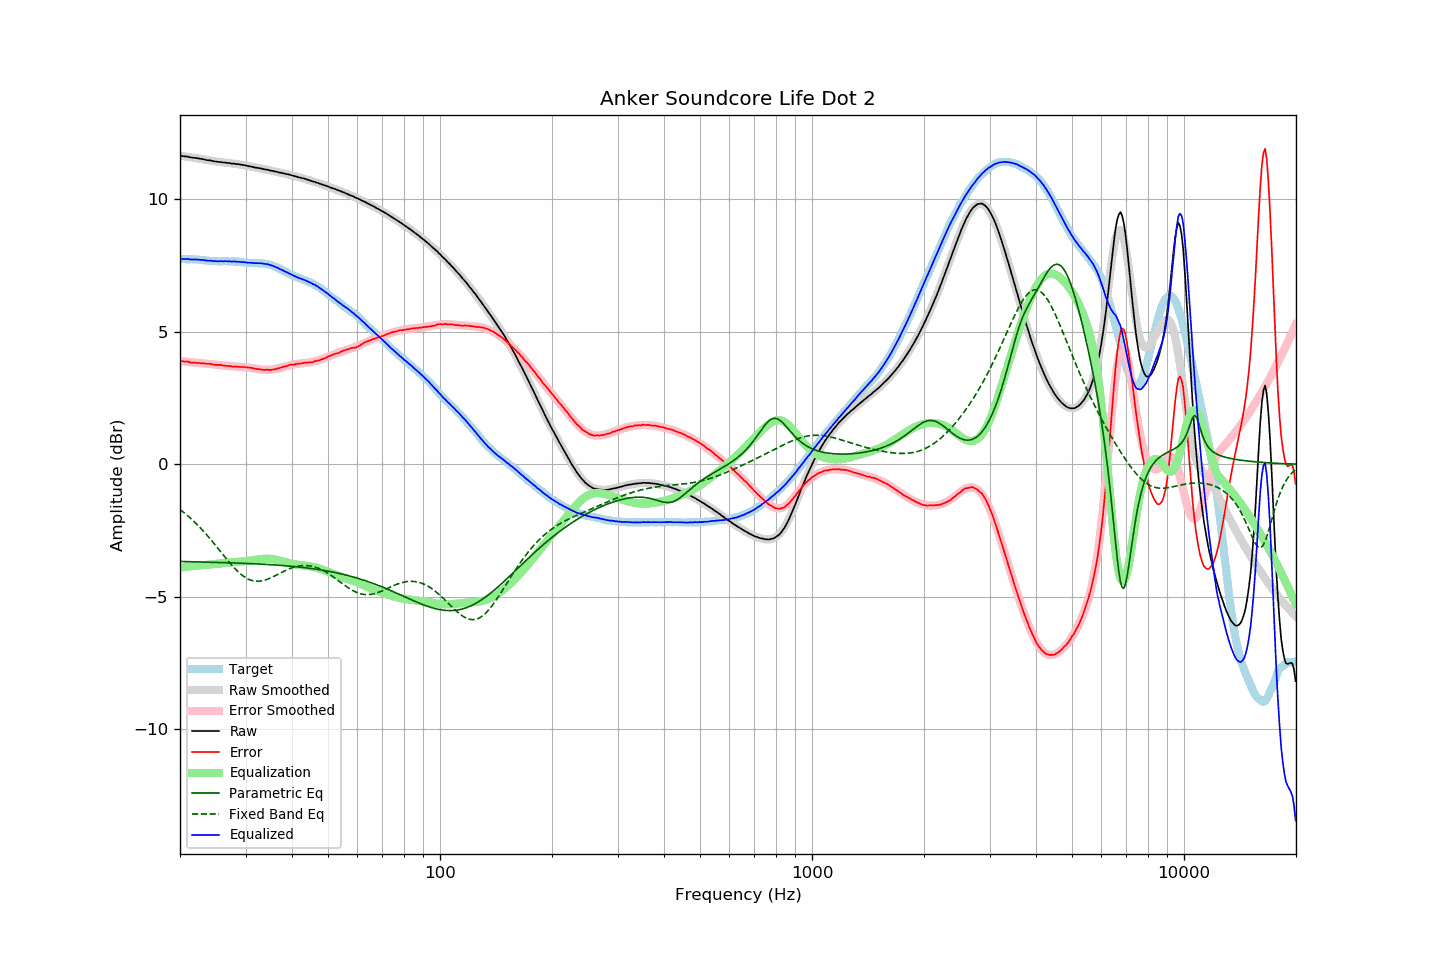 Anker Soundcore Life Dot 2
Amplitude (dBr)
10
5
0
−5
−10
Target
Raw Smoothed
Error Smoothed
Raw
Error
Equalization
Parametric Eq
Fixed Band Eq
Equalized
100
1000
10000
Frequency (Hz)